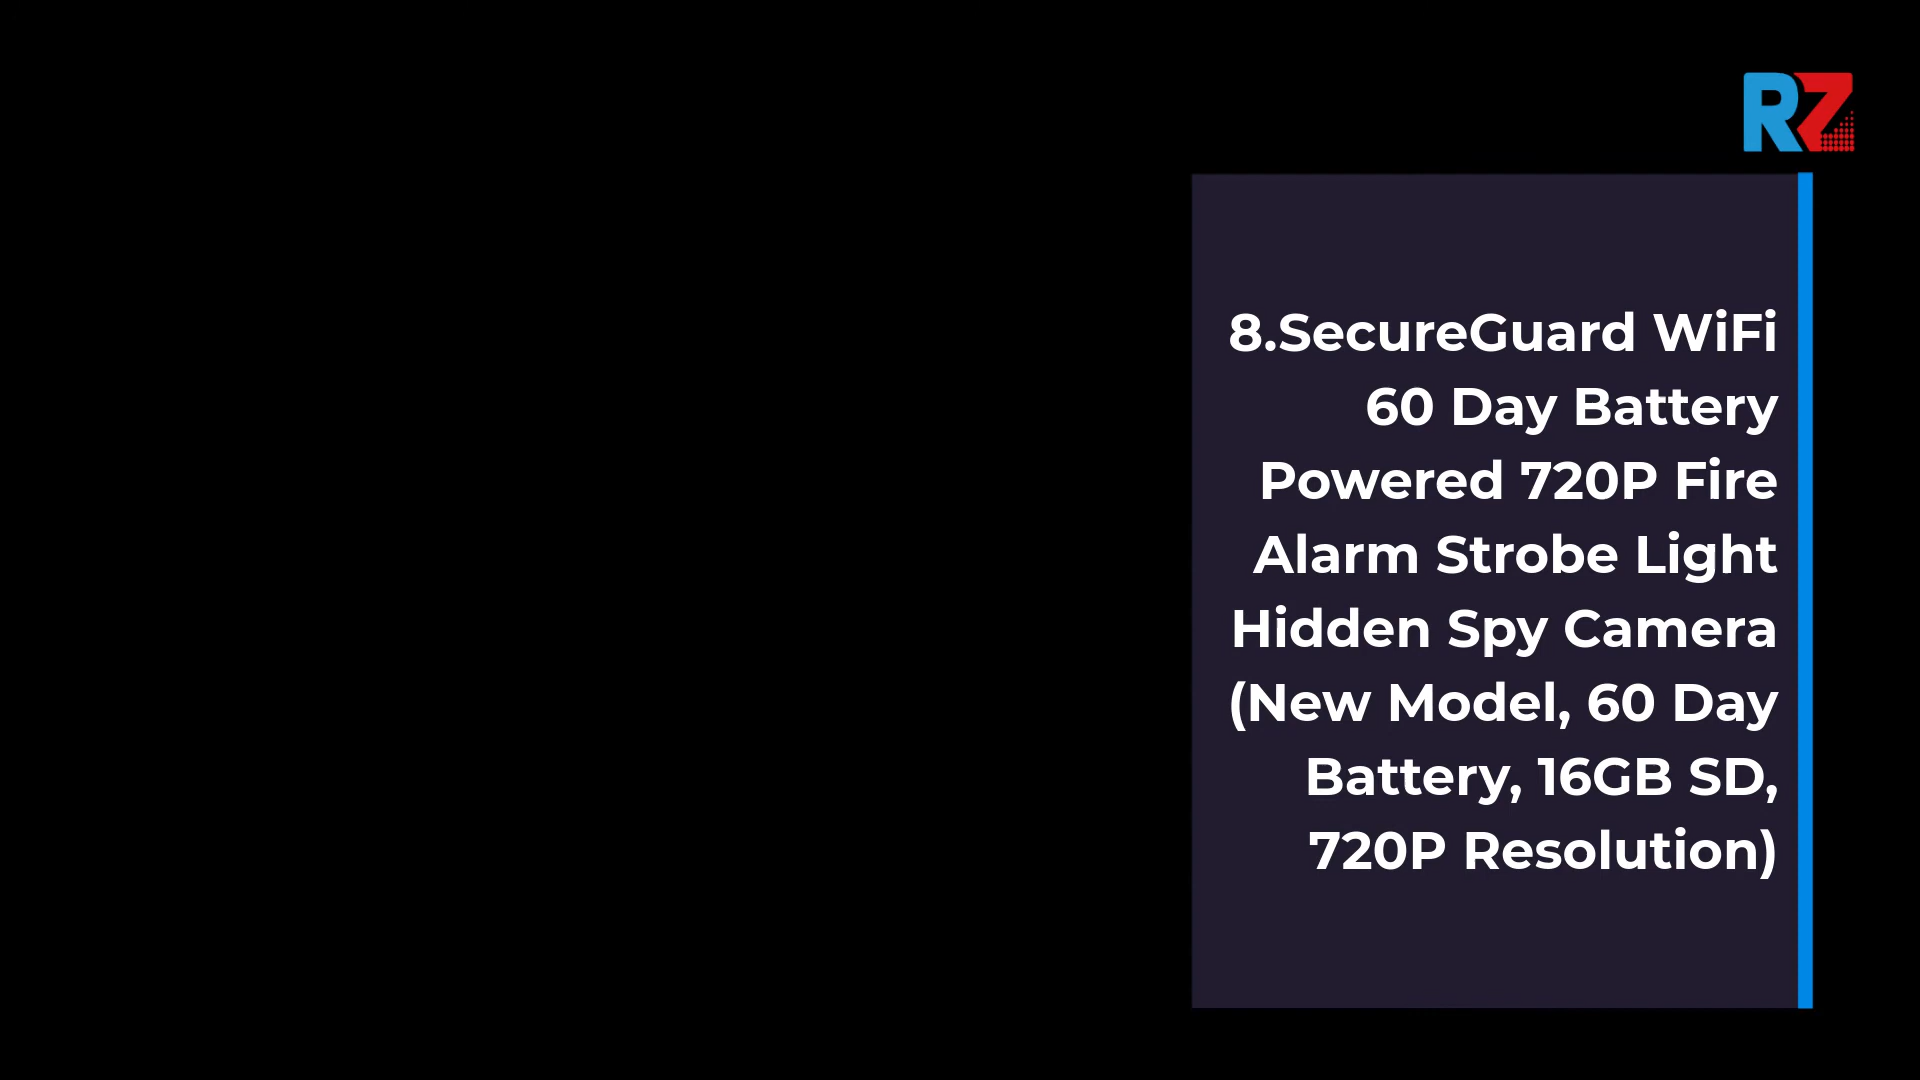 RZ
8.SecureGuard WiFi
60 Day Battery
Powered 720P Fire
Alarm Strobe Light
Hidden Spy Camera
(New Model, 60 Day
Battery, 16GB SD,
720P Resolution)